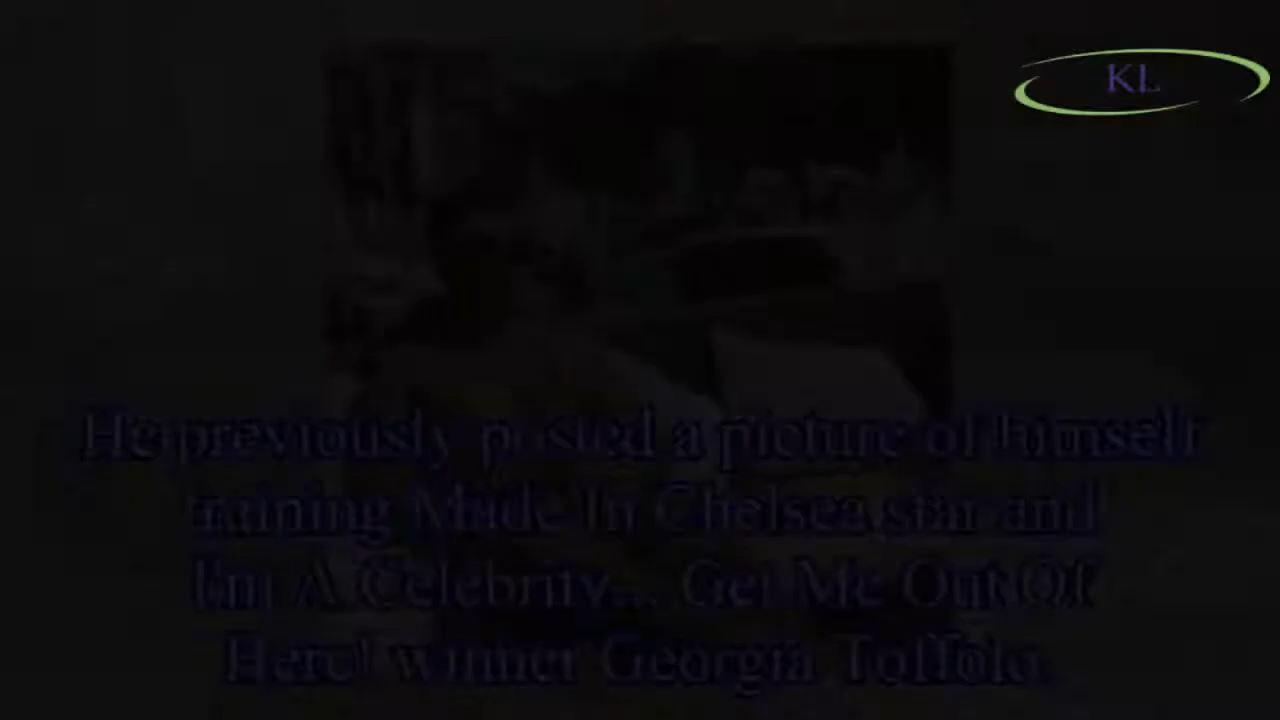 KL
He previously posted a picture of himself
training Made In Chelsea star and
I'm A Celebrity... Get Me Out Of
Here! winner Georgia Toffolo.